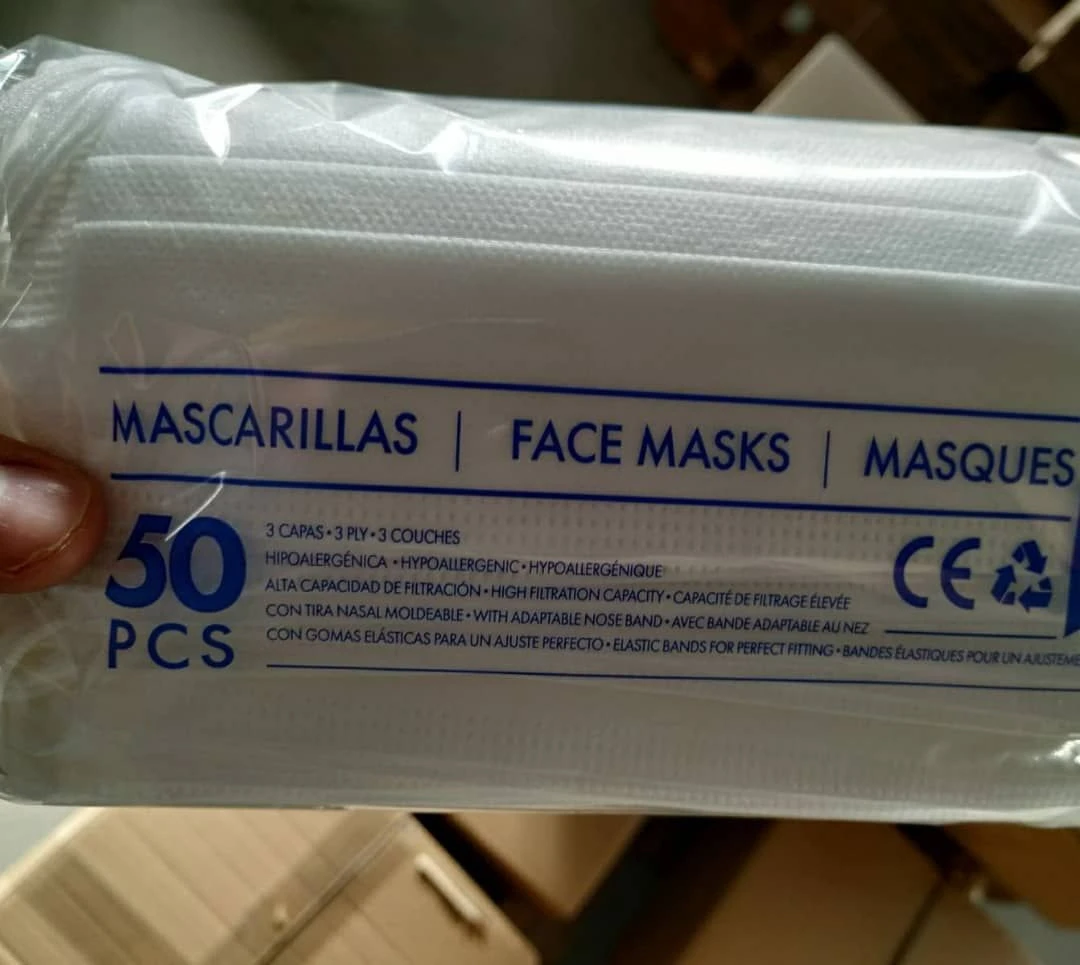 MASCARILLAS | FACE MASKS | MASQUES
50
PCS
3 CAPAS • 3 PLY • 3 COUCHES
HIPOALERGÉNICA • HYPOALLERGENIC • HYPOALLERGÉNIQUE
ALTA CAPACIDAD DE FILTRACIÓN • HIGH FILTRATION CAPACITY • CAPACITÉ DE FILTRAGE ÉLEVÉE
CON TIRA NASAL MOLDEABLE • WITH ADAPTABLE NOSE BAND • AVEC BANDE ADAPTABLE AU NEZ
CON GOMAS ELÁSTICAS PARA UN AJUSTE PERFECTO • ELASTIC BANDS FOR PERFECT FITTING • BANDES ÉLASTIQUES POUR UN AJUSTEME
CE